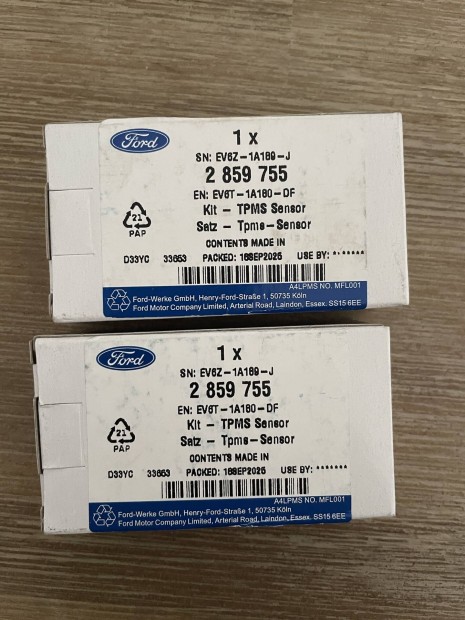 Ford
1 x
SN: EV6Z-1A189-J
2 859 755
EN: EV6T-1A180-DF
Kit - TPMS Sensor
Satz - Tpms-Sensor
21
PAP
CONTENTS MADE IN
D33YC 33653 PACKED: 16SEP2025 USE BY: *******
A4LPMS NO. MFL001
Ford-Werke GmbH, Henry-Ford-Straße 1, 50735 Köln
Ford Motor Company Limited, Arterial Road, Laindon, Essex. SS15 6EE
Ford
1 x
SN: EV6Z-1A189-J
2 859 755
EN: EV6T-1A180-DF
Kit - TPMS Sensor
Satz - Tpms-Sensor
21
PAP
CONTENTS MADE IN
D33YC 33653 PACKED: 16SEP2025 USE BY: *******
A4LPMS NO. MFL001
Ford-Werke GmbH, Henry-Ford-Straße 1, 50735 Köln
Ford Motor Company Limited, Arterial Road, Laindon, Essex. SS15 6EE